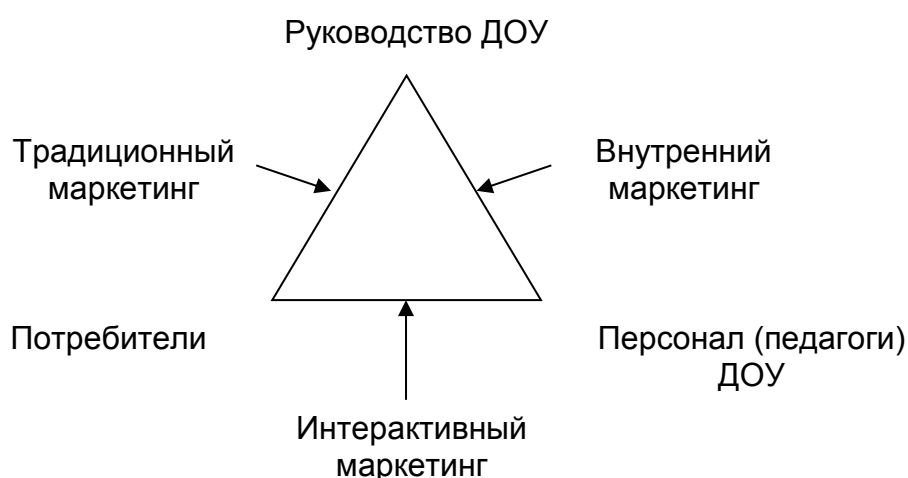 Руководство ДОУ
Традиционный
маркетинг
Внутренний
маркетинг
Потребители
Персонал (педагоги)
ДОУ
Интерактивный
маркетинг